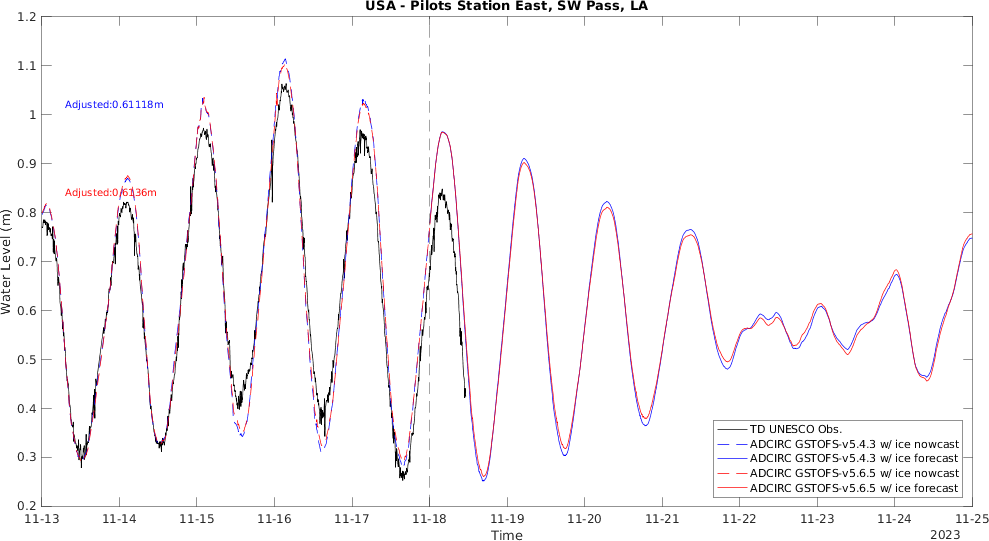 USA - Pilots Station East, SW Pass, LA
1.2
1.1
1
0.9
0.8
0.7
0.6
0.5
0.4
0.3
0.2
Water Level (m)
Adjusted:0.61118m
Adjusted:0.6136m
TD UNESCO Obs.
ADCIRC GSTOFS-v5.4.3 w/ ice nowcast
ADCIRC GSTOFS-v5.4.3 w/ ice forecast
ADCIRC GSTOFS-v5.6.5 w/ ice nowcast
ADCIRC GSTOFS-v5.6.5 w/ ice forecast
11-13 11-14 11-15 11-16 11-17 11-18 11-19 11-20 11-21 11-22 11-23 11-24 11-25
Time
2023